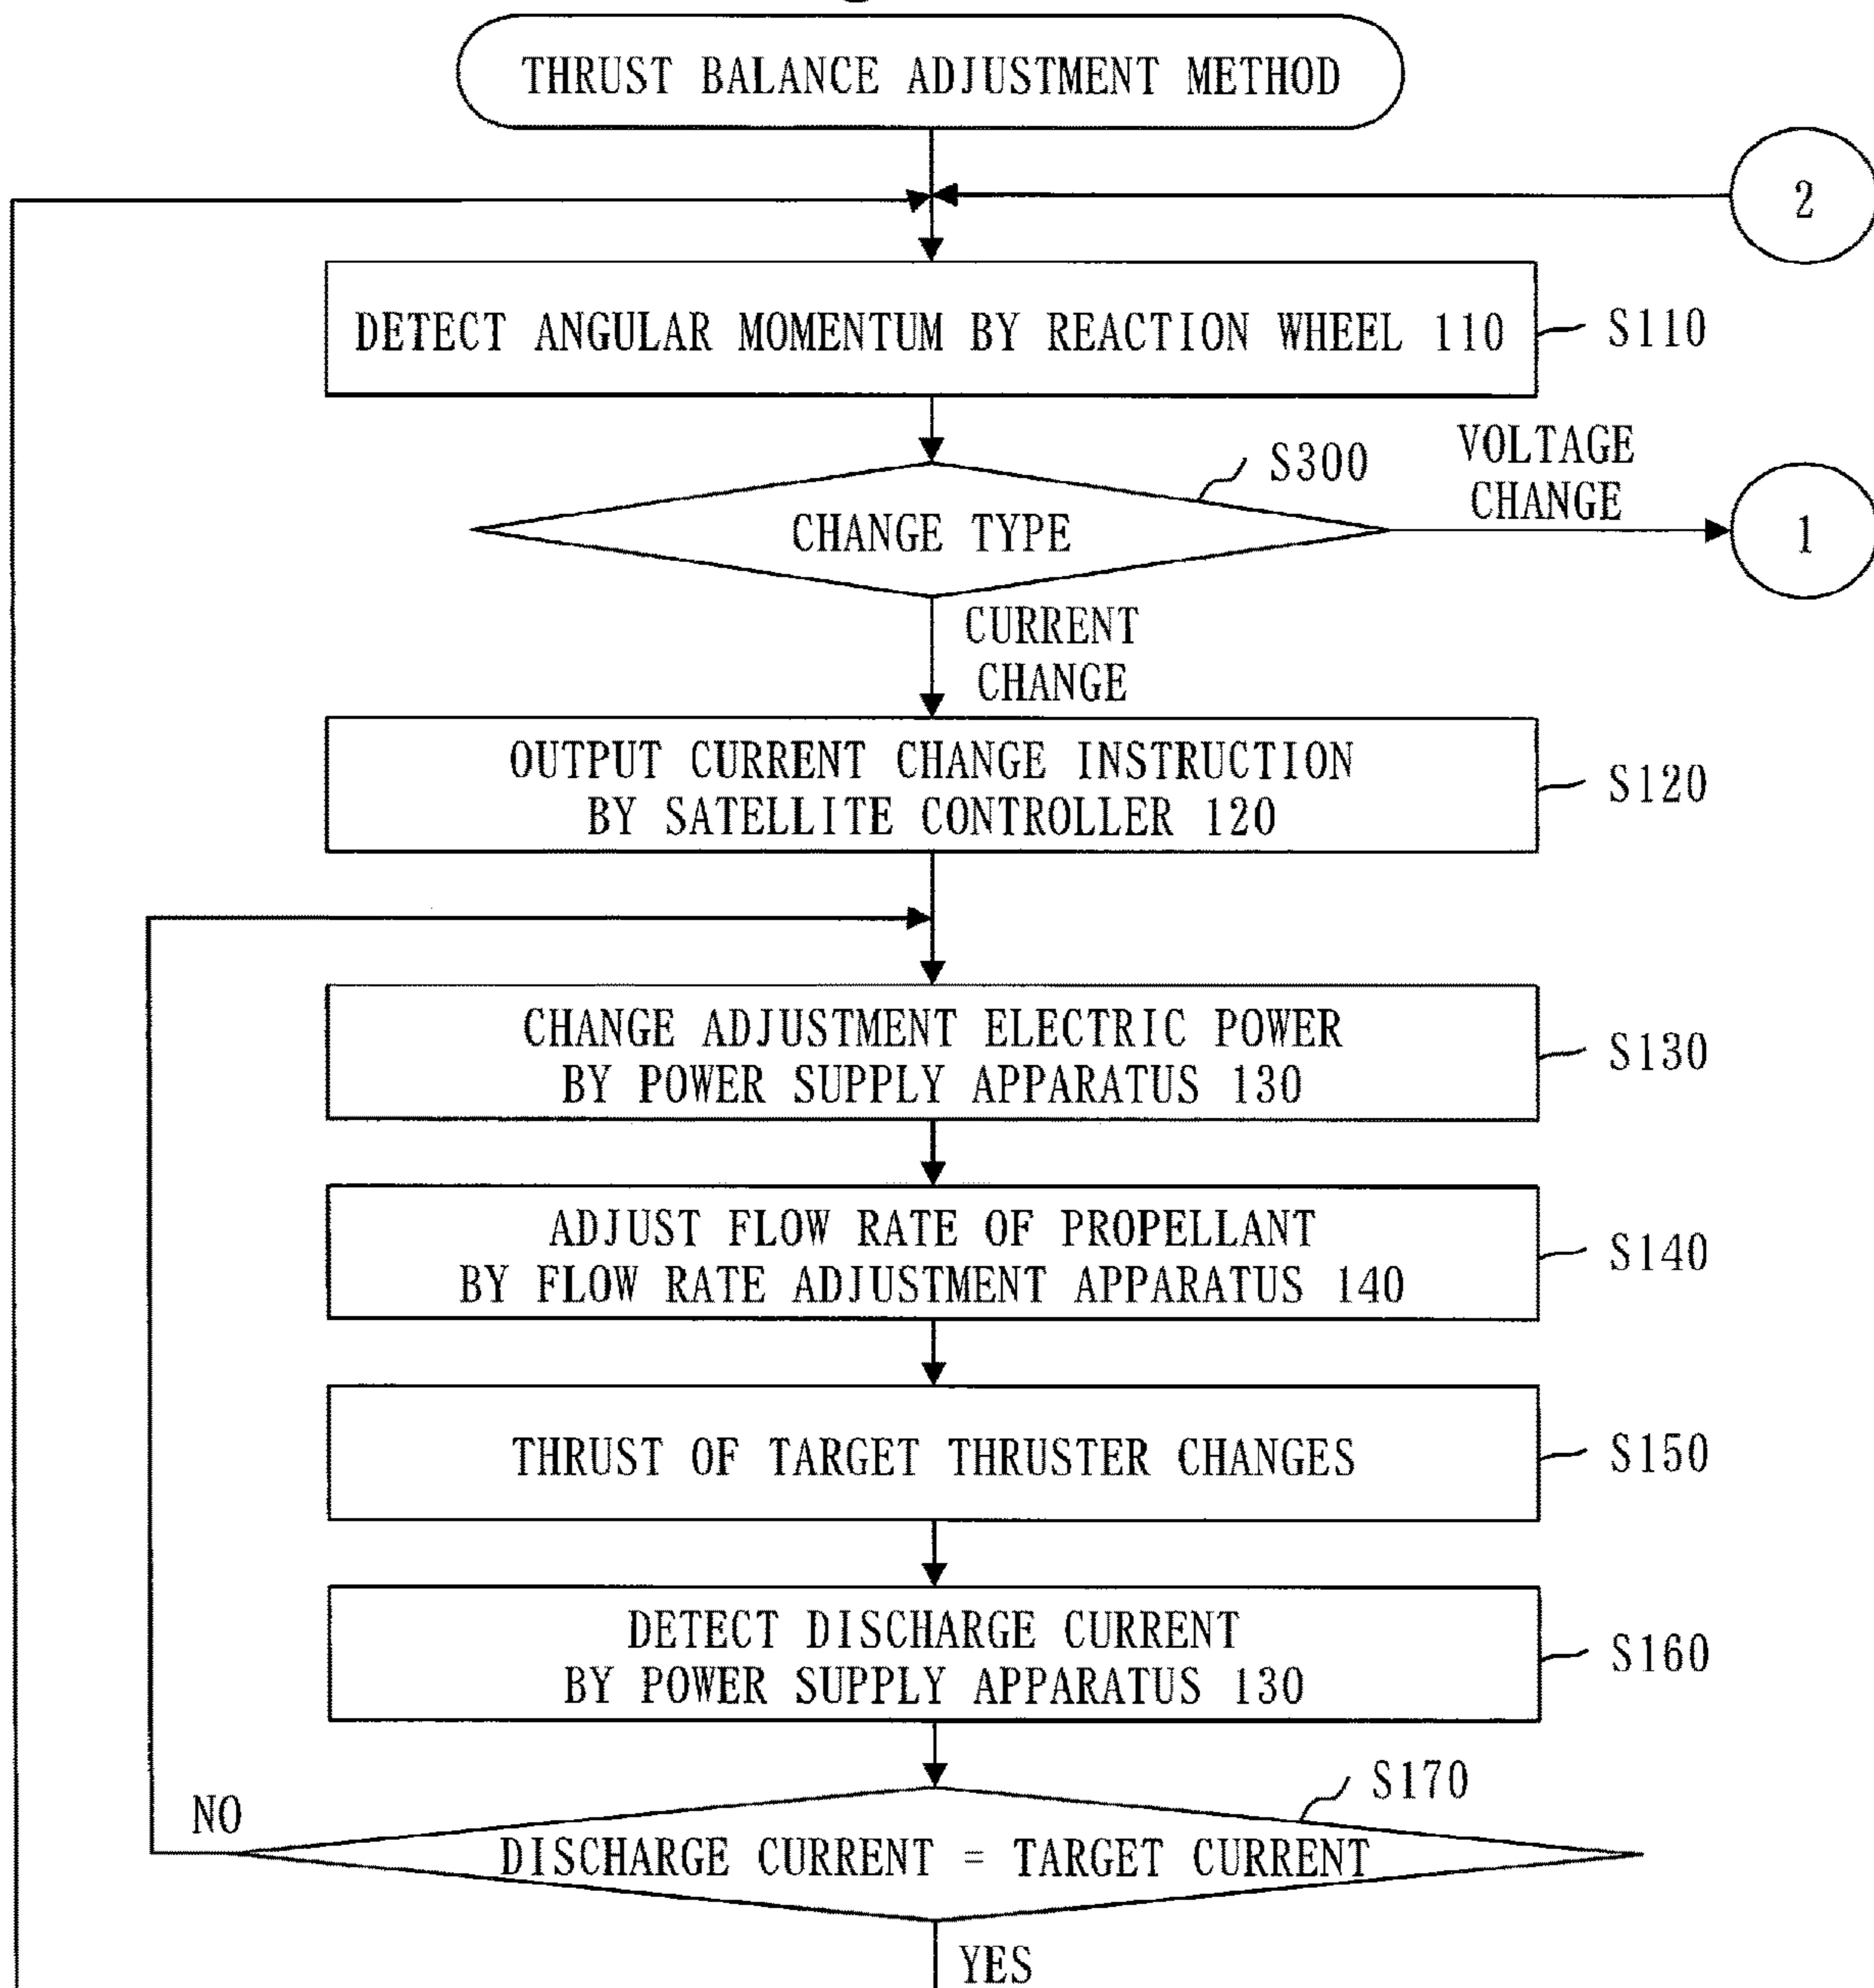 THRUST BALANCE ADJUSTMENT METHOD
2
DETECT ANGULAR MOMENTUM BY REACTION WHEEL 110
S110
S300
VOLTAGE
CHANGE
CHANGE TYPE
1
CURRENT
CHANGE
OUTPUT CURRENT CHANGE INSTRUCTION
BY SATELLITE CONTROLLER 120
S120
CHANGE ADJUSTMENT ELECTRIC POWER
BY POWER SUPPLY APPARATUS 130
S130
ADJUST FLOW RATE OF PROPELLANT
BY FLOW RATE ADJUSTMENT APPARATUS 140
S140
THRUST OF TARGET THRUSTER CHANGES
S150
DETECT DISCHARGE CURRENT
BY POWER SUPPLY APPARATUS 130
S160
S170
NO
DISCHARGE CURRENT = TARGET CURRENT
YES